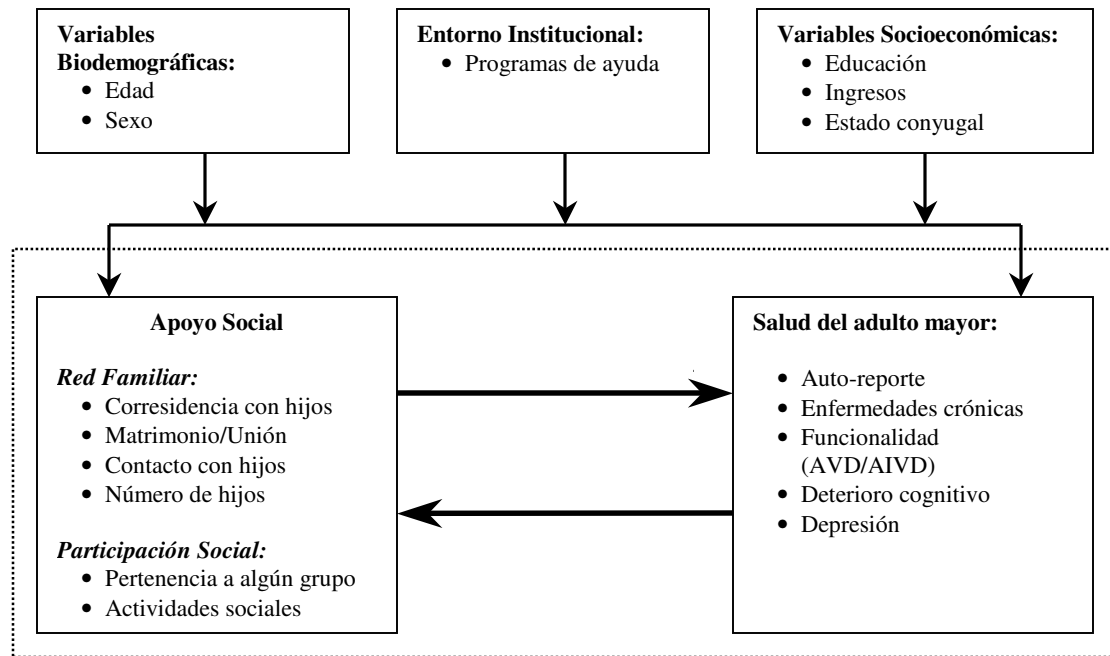 Variables
Biodemográficas:
• Edad
• Sexo
Entorno Institucional:
• Programas de ayuda
Variables Socioeconómicas:
• Educación
• Ingresos
• Estado conyugal
Apoyo Social
Red Familiar:
• Corresidencia con hijos
• Matrimonio/Unión
• Contacto con hijos
• Número de hijos
Participación Social:
• Pertenencia a algún grupo
• Actividades sociales
Salud del adulto mayor:
• Auto-reporte
• Enfermedades crónicas
• Funcionalidad
(AVD/AIVD)
• Deterioro cognitivo
• Depresión